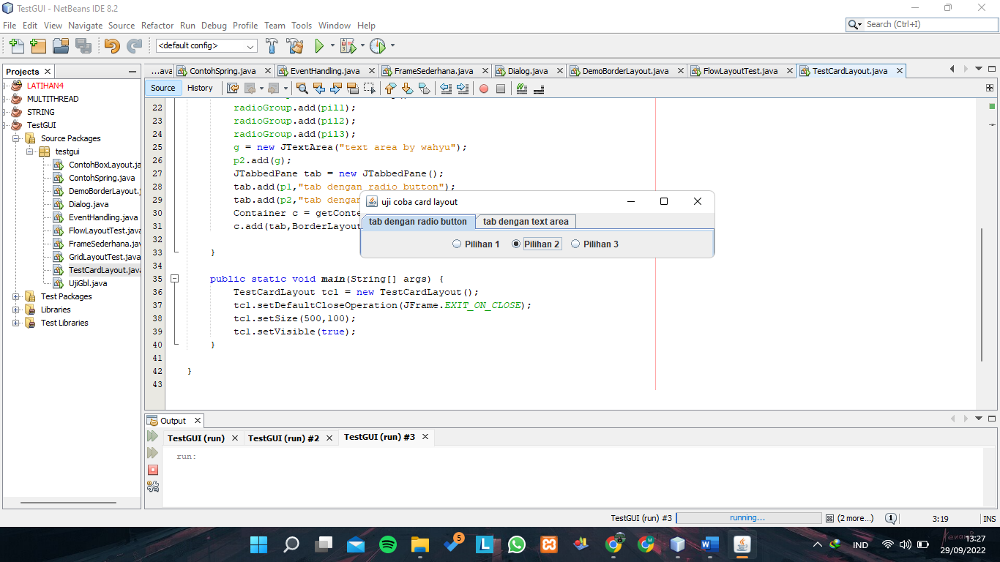 TestGUI - NetBeans IDE 8.2
File Edit View Navigate Source Refactor Run Debug Profile Team Tools Window Help
Search (Ctrl+I)
<default config>
Projects
LATIHAN4
MULTITHREAD
STRING
TestGUI
Source Packages
testgui
ContohBoxLayout.ja
ContohSpring.java
DemoBorderLayout.
Dialog.java
EventHandling.java
FlowLayoutTest.java
FrameSederhana.ja
GridLayoutTest.java
TestCardLayout.java
UjiGbl.java
Test Packages
Libraries
Test Libraries
...ava ContohSpring.java EventHandling.java FrameSederhana.java Dialog.java DemoBorderLayout.java FlowLayoutTest.java TestCardLayout.java
Source History
22 radioGroup.add(pil1);
23 radioGroup.add(pil2);
24 radioGroup.add(pil3);
25 g = new JTextArea("text area by wahyu");
26 p2.add(g);
27 JTabbedPane tab = new JTabbedPane();
28 tab.add(p1,"tab dengan radio button");
29 tab.add(p2,"tab dengan
30 Container c = getConte
31 c.add(tab,BorderLayout
32
33 }
34
35 public static void main(String[] args) {
36 TestCardLayout tcl = new TestCardLayout();
37 tcl.setDefaultCloseOperation(JFrame.EXIT_ON_CLOSE);
38 tcl.setSize(500,100);
39 tcl.setVisible(true);
40 }
41
42 }
43
uji coba card layout
tab dengan radio button tab dengan text area
Pilihan 1 Pilihan 2 Pilihan 3
Output
TestGUI (run) TestGUI (run) #2 TestGUI (run) #3
run:
TestGUI (run) #3 running... (2 more...) 1 3:19 INS
5
L
IND
13:27
29/09/2022